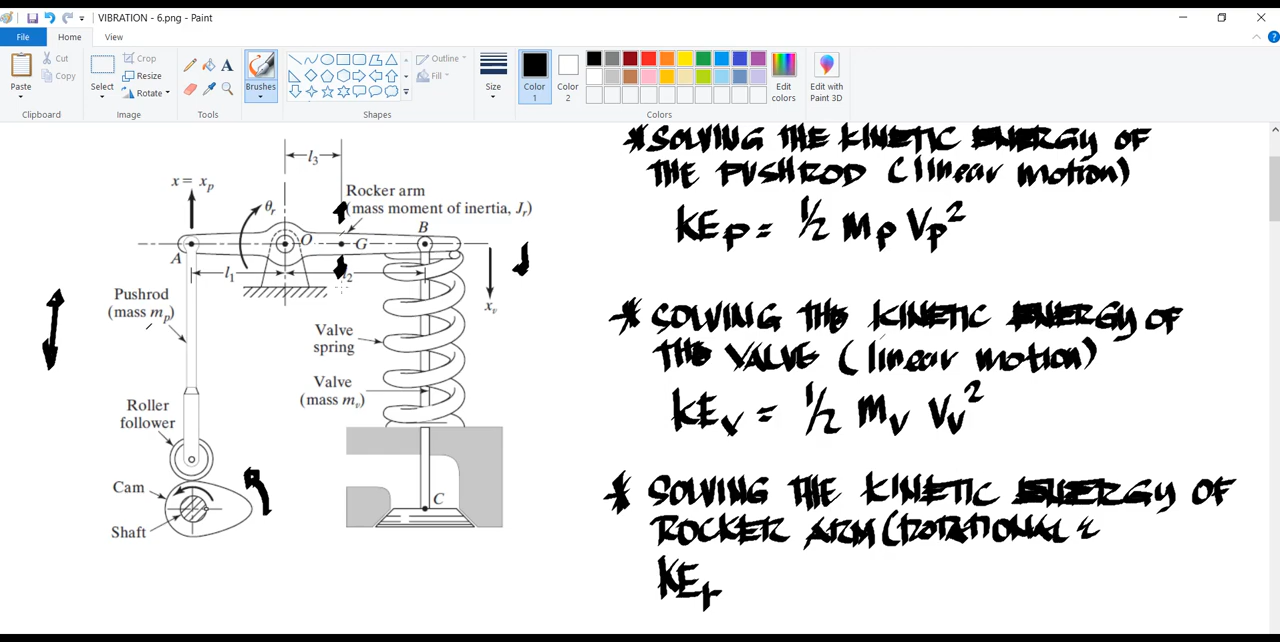 VIBRATION - 6.png - Paint
File
Home
View
Paste
Cut
Copy
Clipboard
Select
Crop
Resize
Rotate
Image
A
Tools
Brushes
Outline
Fill
Shapes
Size
Color 1
Color 2
Edit colors
Edit with Paint 3D
Colors
l3
x = xp
θr
Rocker arm
(mass moment of inertia, Jr)
A
O
G
B
l1
l2
xv
Pushrod
(mass mp)
Valve
spring
Valve
(mass mv)
Roller
follower
Cam
Shaft
C
* SOLVING THE KINETIC ENERGY OF
THE PUSHROD (linear motion)
KEp = 1/2 mp Vp²
* SOLVING THE KINETIC ENERGY OF
THE VALVE (linear motion)
KEv = 1/2 mv Vv²
* SOLVING THE KINETIC ENERGY OF
ROCKER ARM (ROTATIONAL &
KEr